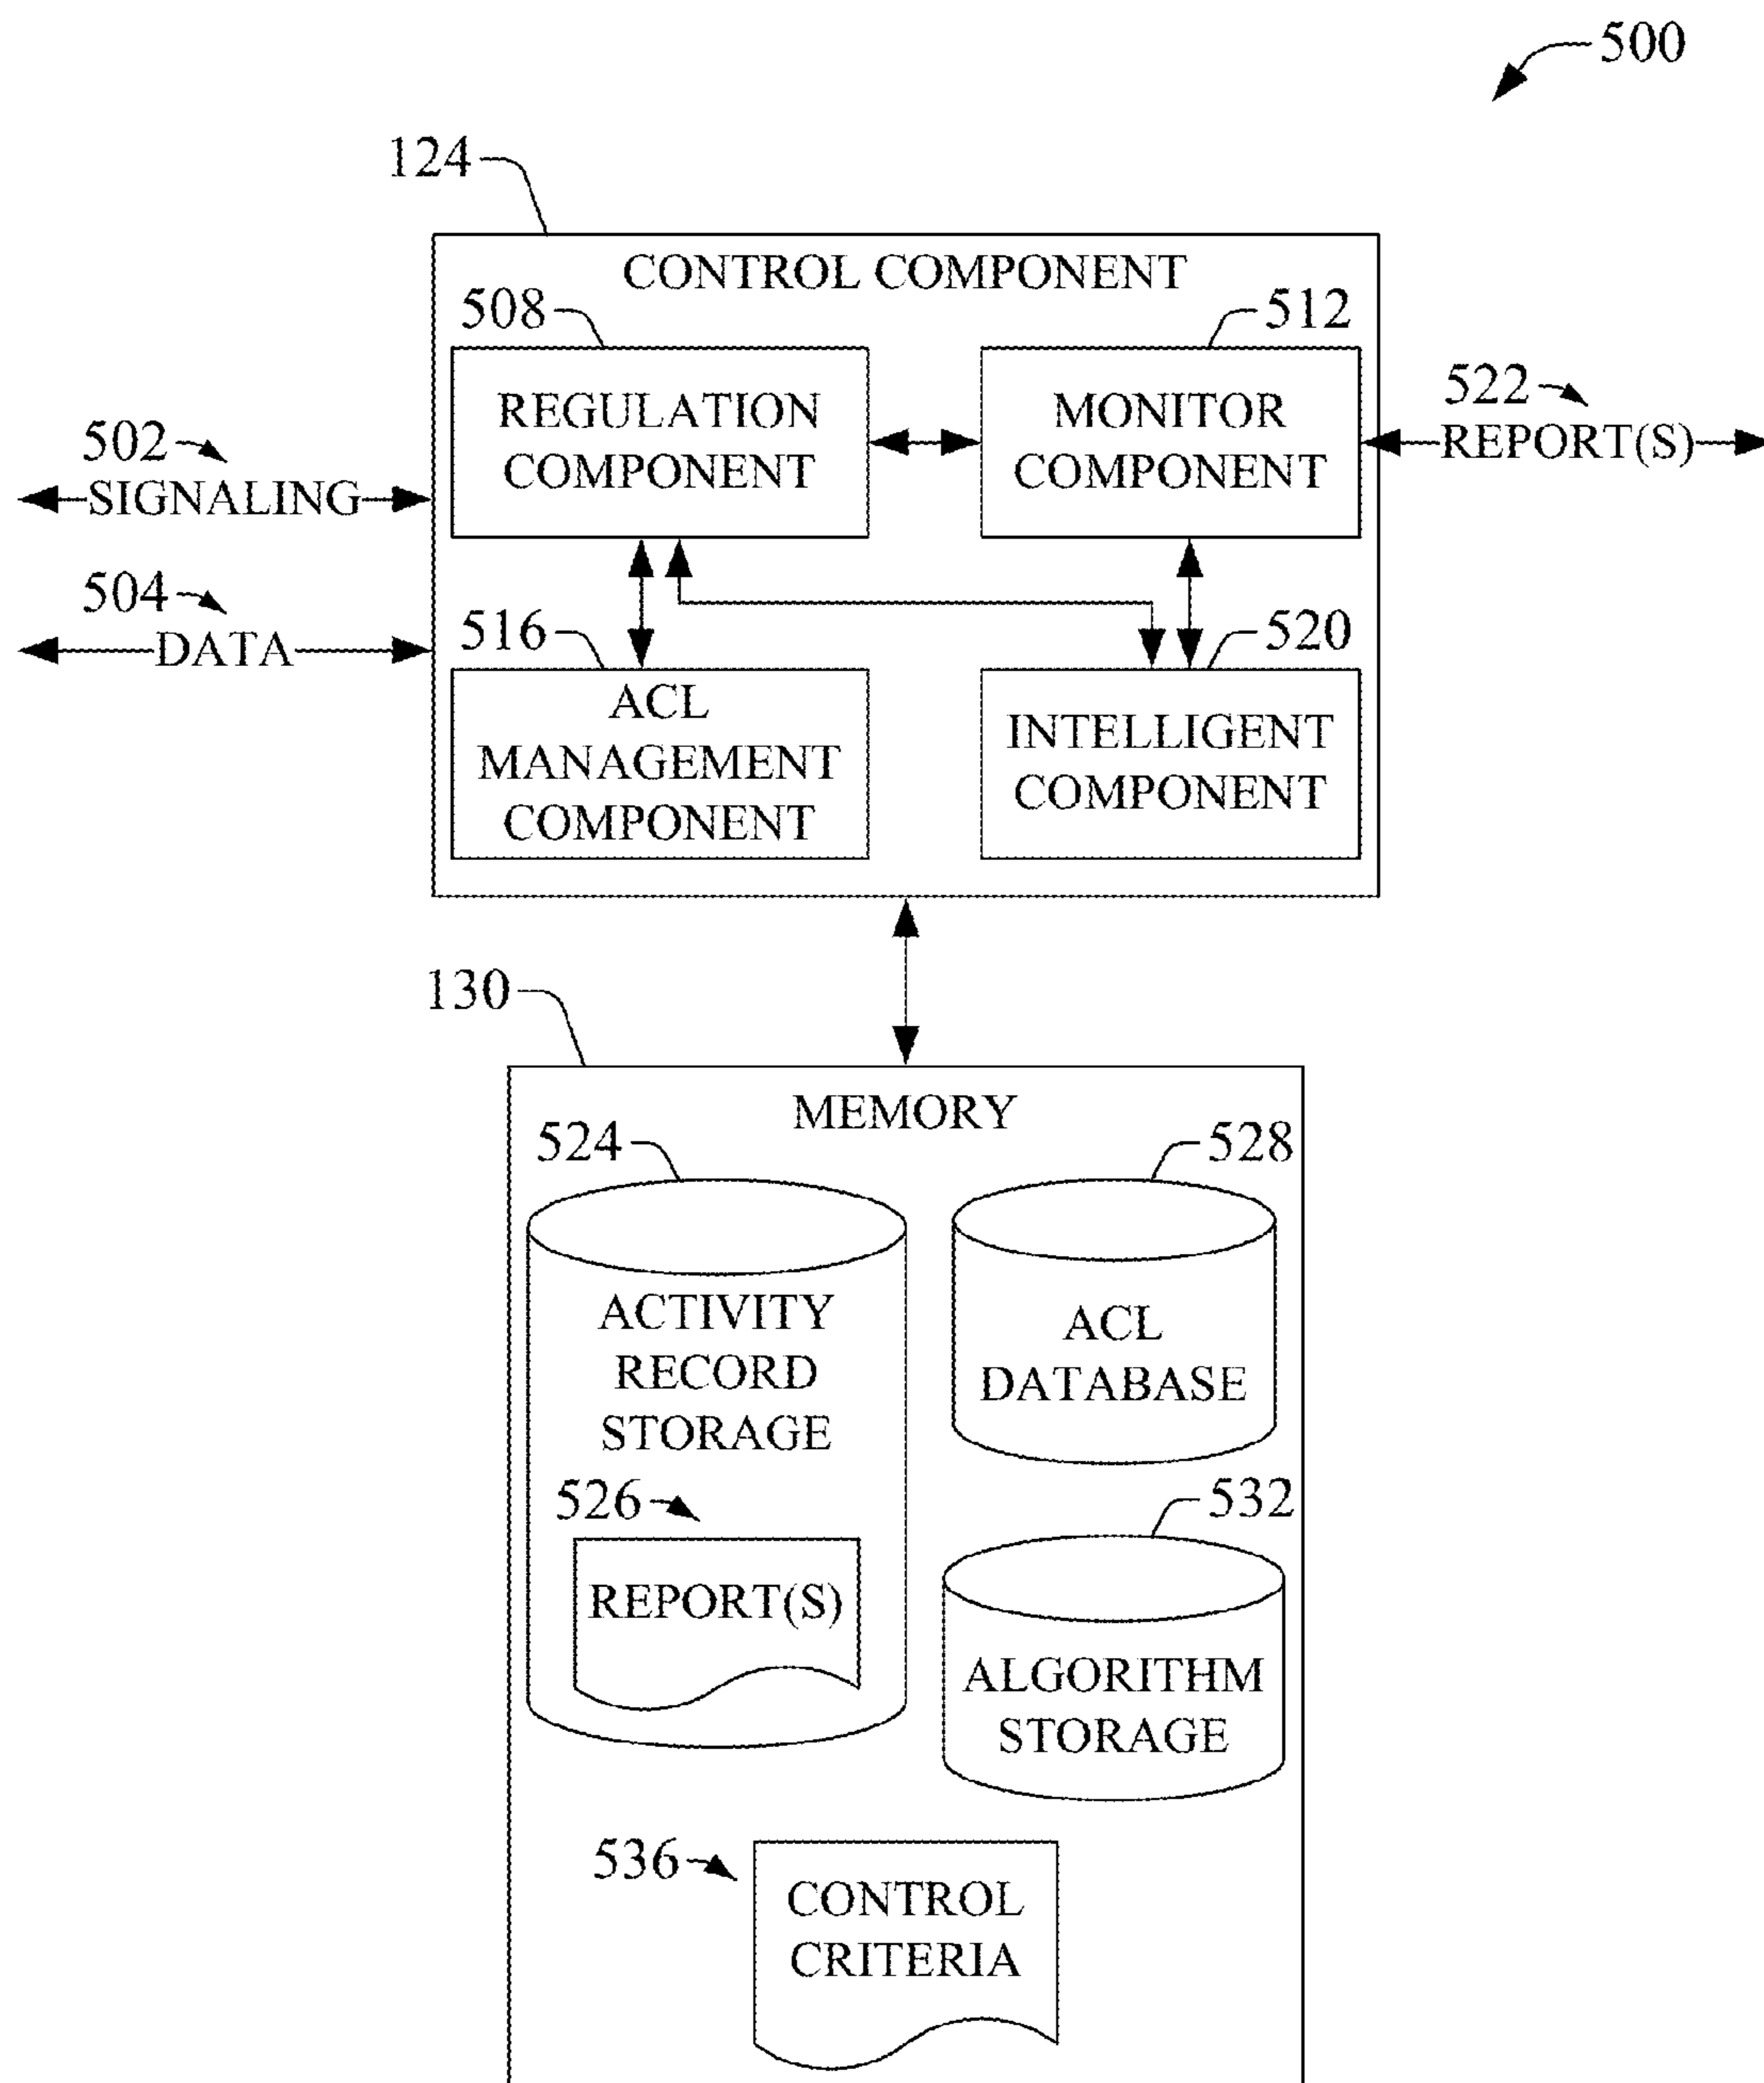 500
124
CONTROL COMPONENT
508
512
REGULATION
COMPONENT
MONITOR
COMPONENT
522
REPORT(S)
502
SIGNALING
504
DATA
516
520
ACL
MANAGEMENT
COMPONENT
INTELLIGENT
COMPONENT
130
MEMORY
524
528
ACTIVITY
RECORD
STORAGE
ACL
DATABASE
526
REPORT(S)
532
ALGORITHM
STORAGE
536
CONTROL
CRITERIA